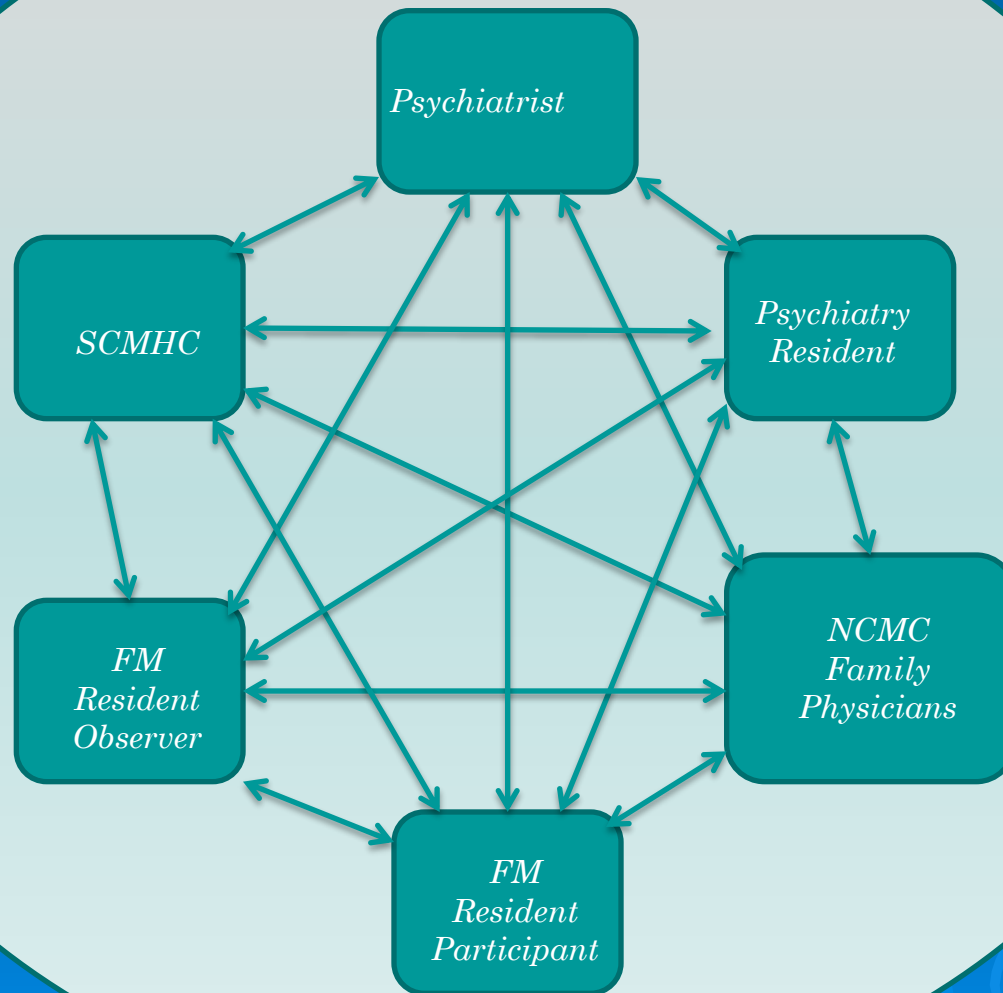 Psychiatrist
SCMHC
Psychiatry
Resident
FM
Resident
Observer
NCMC
Family
Physicians
FM
Resident
Participant